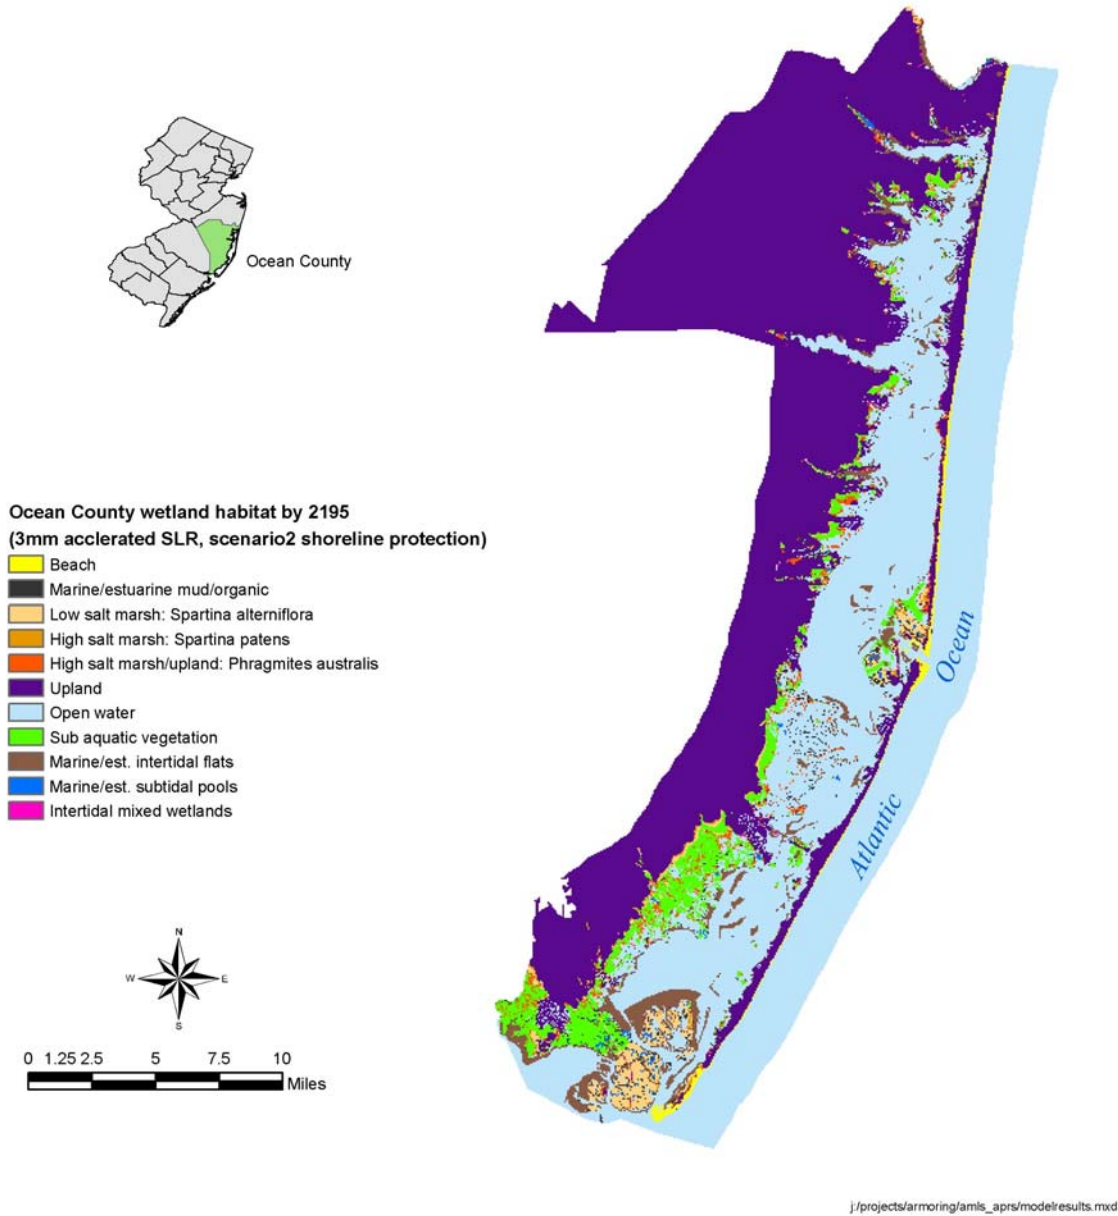 Ocean County
Ocean County wetland habitat by 2195
(3mm acclerated SLR, scenario2 shoreline protection)
Beach
Marine/estuarine mud/organic
Low salt marsh: Spartina alterniflora
High salt marsh: Spartina patens
High salt marsh/upland: Phragmites australis
Upland
Open water
Sub aquatic vegetation
Marine/est. intertidal flats
Marine/est. subtidal pools
Intertidal mixed wetlands
Atlantic Ocean
N
W E
S
0 1.25 2.5 5 7.5 10
Miles
j:/projects/armoring/amls_aprs/modelresults.mxd